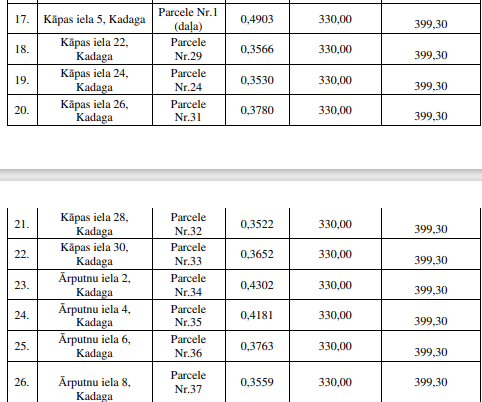 17. Kāpas iela 5, Kadaga Parcele Nr.1 (daļa) 0,4903 330,00 399,30
18. Kāpas iela 22, Kadaga Parcele Nr.29 0,3566 330,00 399,30
19. Kāpas iela 24, Kadaga Parcele Nr.24 0,3530 330,00 399,30
20. Kāpas iela 26, Kadaga Parcele Nr.31 0,3780 330,00 399,30
21. Kāpas iela 28, Kadaga Parcele Nr.32 0,3522 330,00 399,30
22. Kāpas iela 30, Kadaga Parcele Nr.33 0,3652 330,00 399,30
23. Ārputnu iela 2, Kadaga Parcele Nr.34 0,4302 330,00 399,30
24. Ārputnu iela 4, Kadaga Parcele Nr.35 0,4181 330,00 399,30
25. Ārputnu iela 6, Kadaga Parcele Nr.36 0,3763 330,00 399,30
26. Ārputnu iela 8, Kadaga Parcele Nr.37 0,3559 330,00 399,30